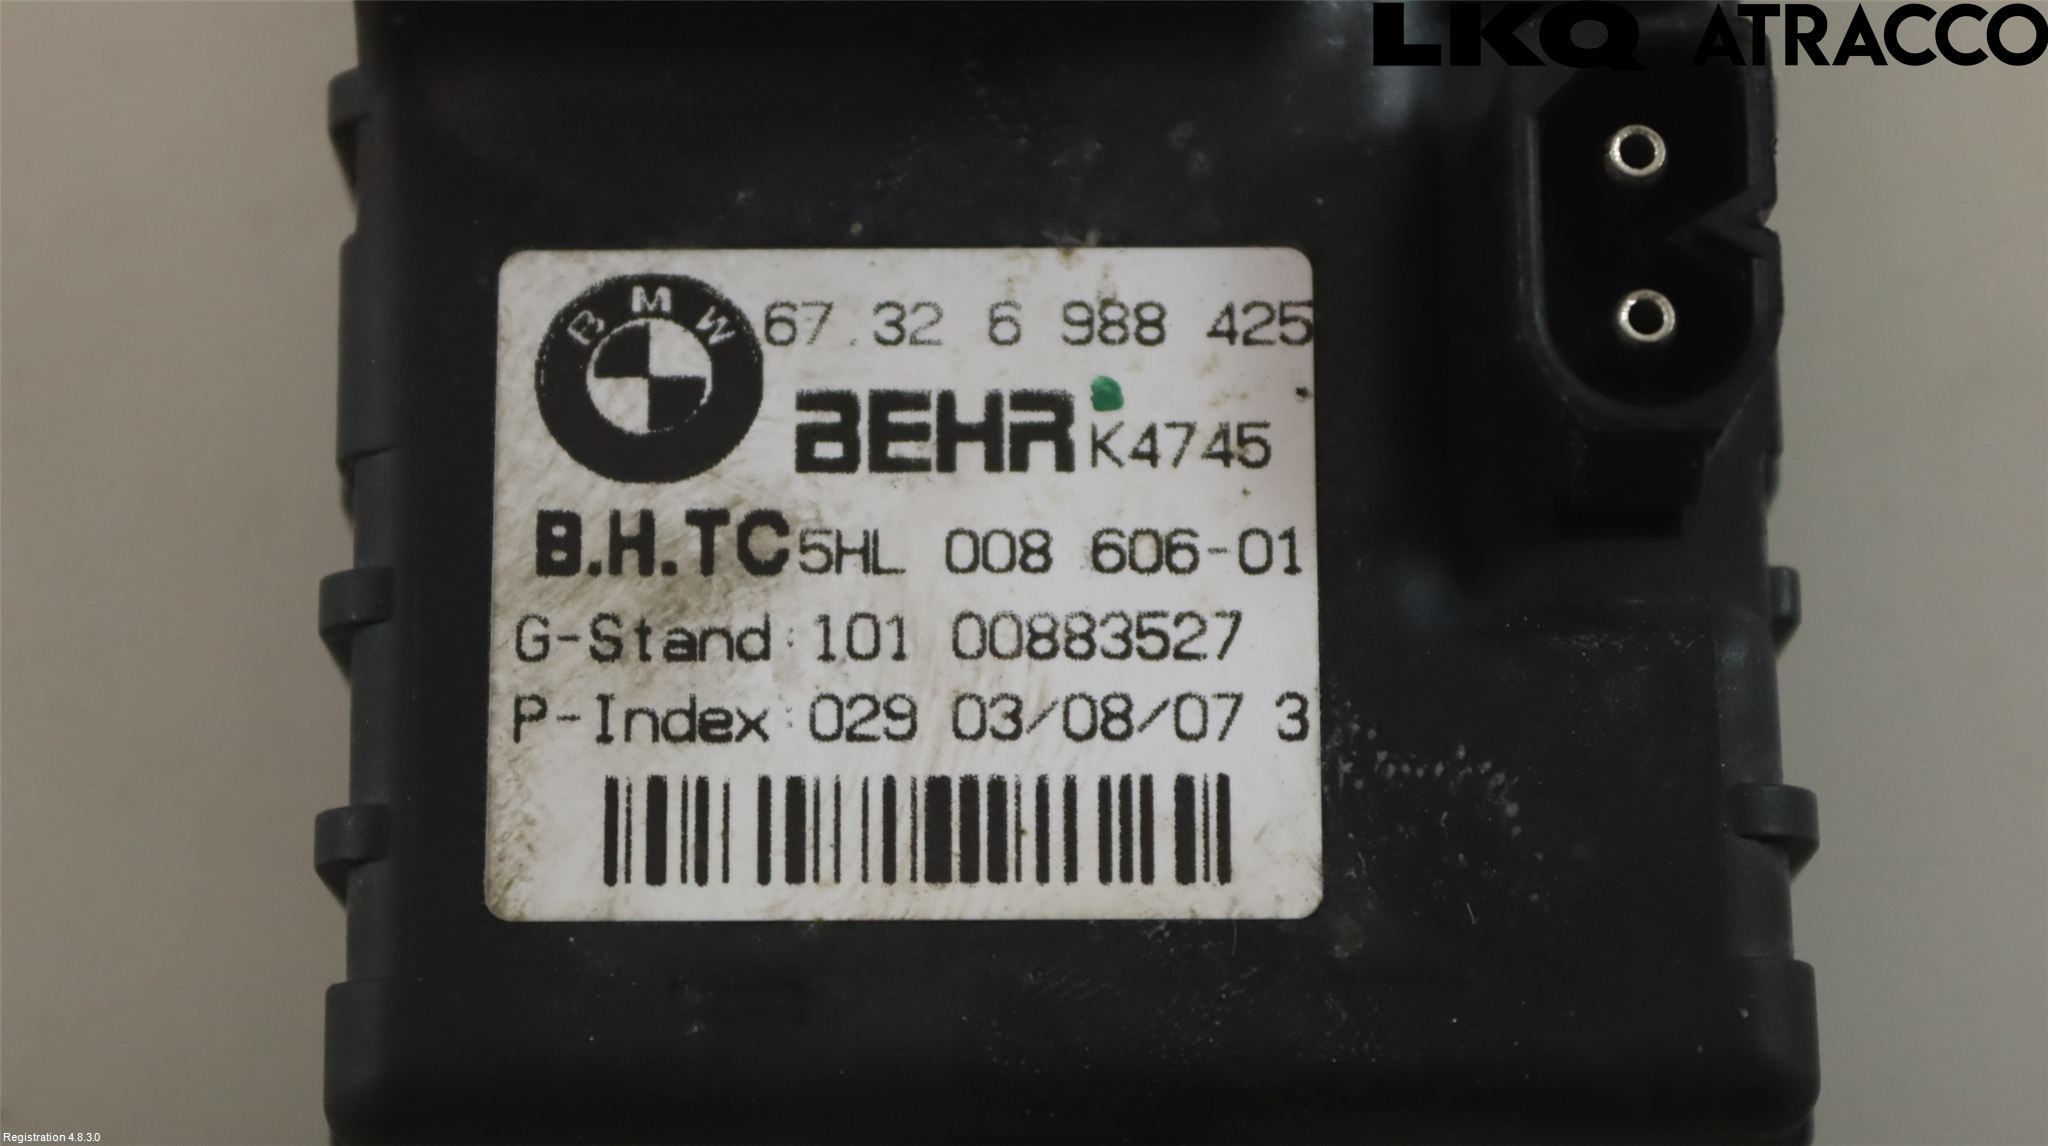 LKQ ATRACCO
BMW
67.32 6 988 425
BEHR K4745
B.H.TC 5HL 008 606-01
G-Stand:101 00883527
P-Index:029 03/08/07 3
Registration 4.8.3.0